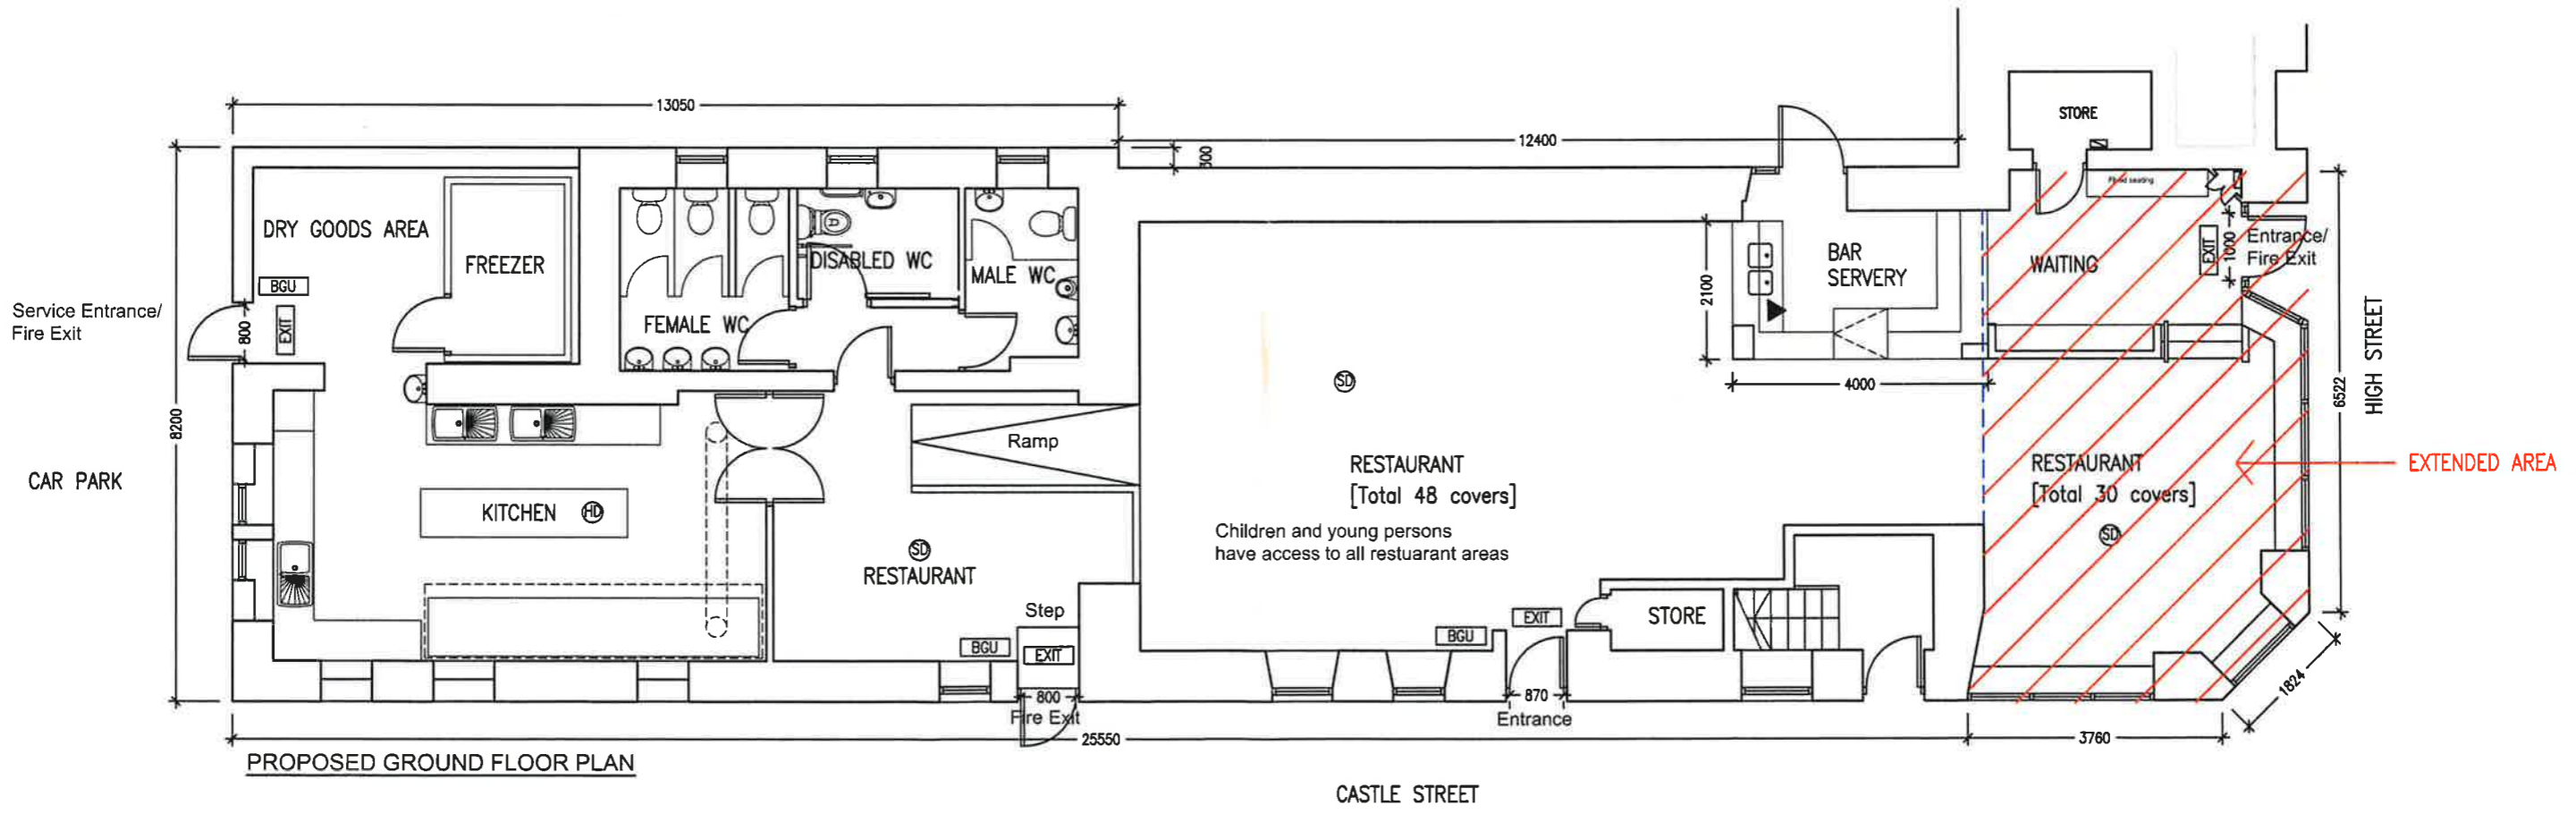 13050
12400
300
STORE
Fixed seating
DRY GOODS AREA
FREEZER
BGU
EXIT
800
Service Entrance/
Fire Exit
8200
CAR PARK
FEMALE WC
DISABLED WC
MALE WC
2100
BAR
SERVERY
4000
WAITING
EXIT
1000
Entrance/
Fire Exit
HIGH STREET
6522
EXTENDED AREA
KITCHEN
HD
Ramp
SD
RESTAURANT
Step
BGU
EXIT
800
Fire Exit
SD
RESTAURANT
[Total 48 covers]
Children and young persons
have access to all restuarant areas
BGU
EXIT
870
Entrance
STORE
RESTAURANT
[Total 30 covers]
SD
1824
25550
3760
PROPOSED GROUND FLOOR PLAN
CASTLE STREET